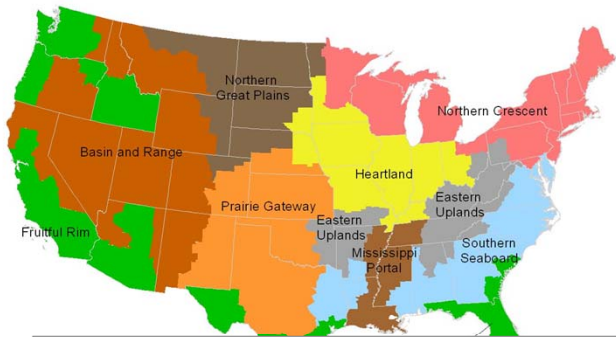 Northern
Great Plains
Northern Crescent
Basin and Range
Heartland
Prairie Gateway
Eastern
Uplands
Eastern
Uplands
Fruitful Rim
Mississippi
Portal
Southern
Seaboard